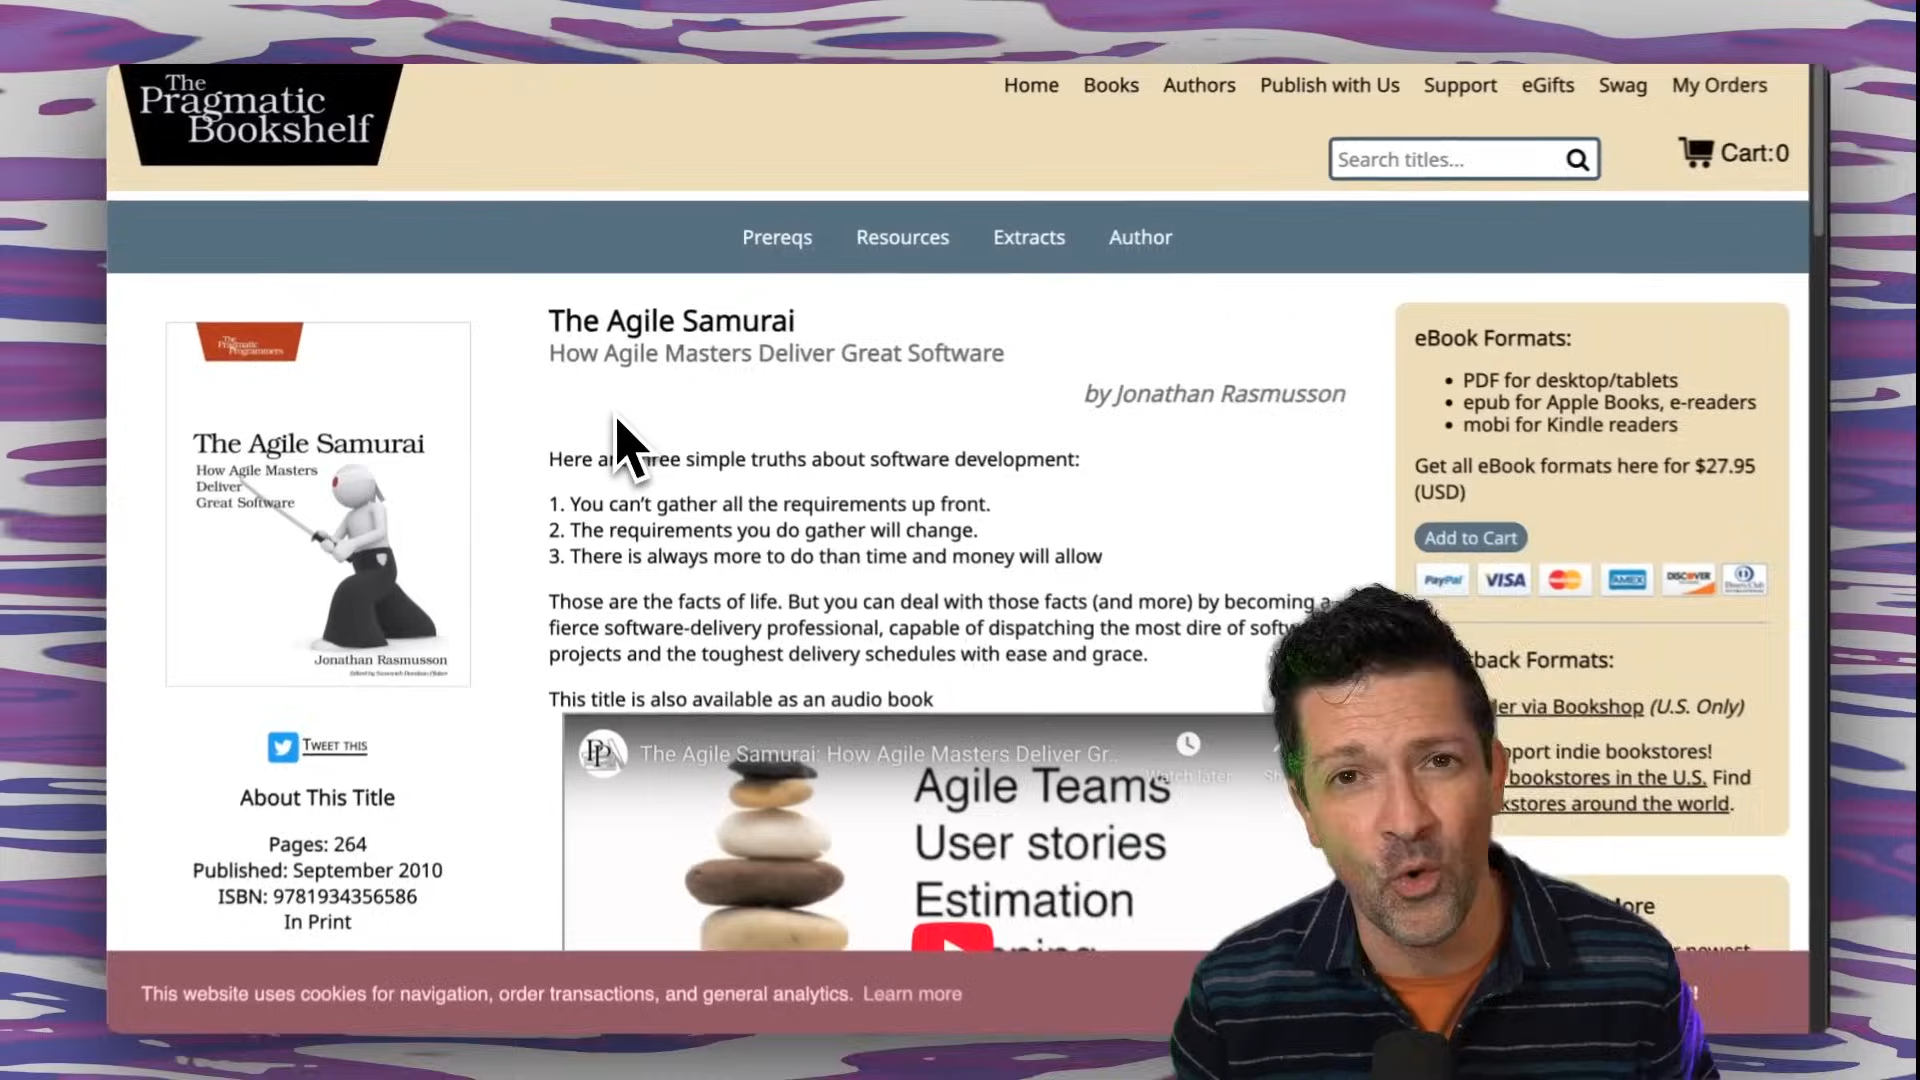 The
Pragmatic
Bookshelf
Home Books Authors Publish with Us Support eGifts Swag My Orders
Search titles...
Cart:0
Prereqs Resources Extracts Author
The
Pragmatic
Programmers
The Agile Samurai
How Agile Masters
Deliver
Great Software
Jonathan Rasmusson
TWEET THIS
About This Title
Pages: 264
Published: September 2010
ISBN: 9781934356586
In Print
The Agile Samurai
How Agile Masters Deliver Great Software
by Jonathan Rasmusson
Here simple truths about software development:
1. You can't gather all the requirements up front.
2. The requirements you do gather will change.
3. There is always more to do than time and money will allow
Those are the facts of life. But you can deal with those facts (and more) by becoming a
fierce software-delivery professional, capable of dispatching the most dire of
projects and the toughest delivery schedules with ease and grace.
This title is also available as an audio book
The Agile Samurai: How Agile Masters Deliver Gr...
Watch later
Agile Teams
User stories
Estimation
eBook Formats:
• PDF for desktop/tablets
• epub for Apple Books, e-readers
• mobi for Kindle readers
Get all eBook formats here for $27.95
(USD)
Add to Cart
PayPal VISA AMEX DISCOVER
Formats:
via Bookshop (U.S. Only)
indie bookstores!
bookstores in the U.S. Find
around the world.
newest
This website uses cookies for navigation, order transactions, and general analytics. Learn more